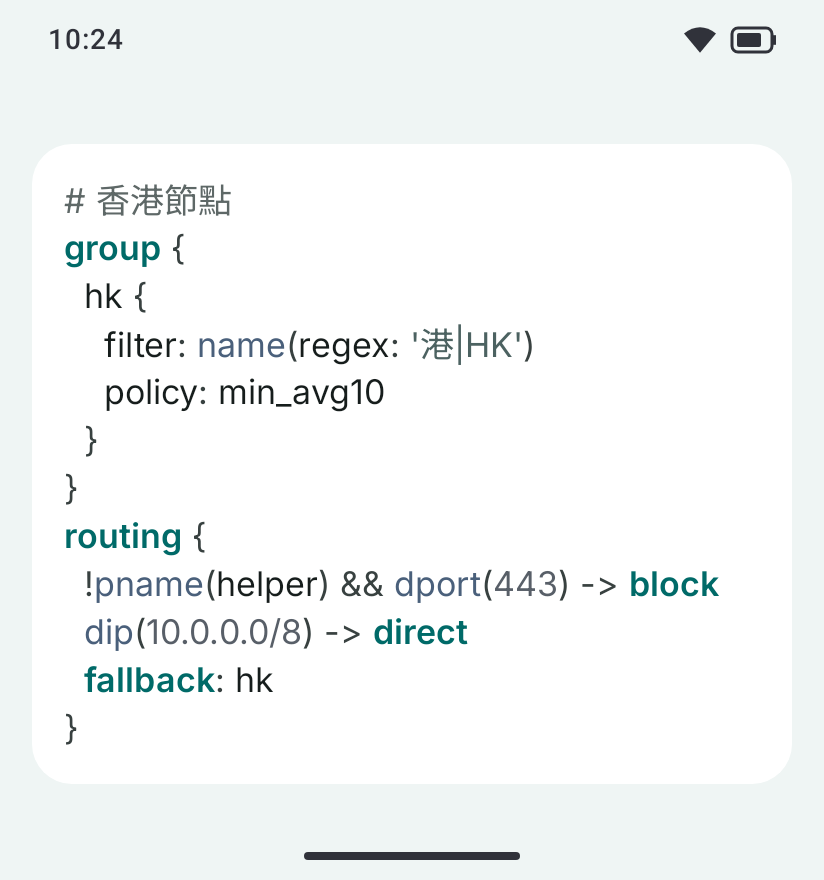 10:24
# 香港節點
group {
  hk {
    filter: name(regex: '港|HK')
    policy: min_avg10
  }
}
routing {
  !pname(helper) && dport(443) -> block
  dip(10.0.0.0/8) -> direct
  fallback: hk
}